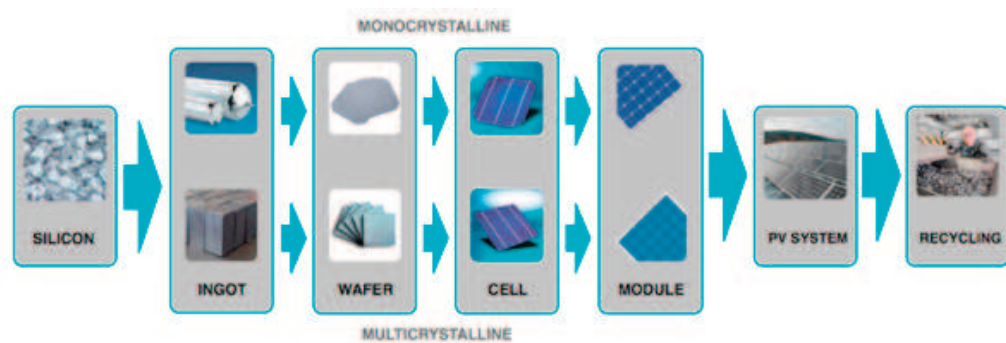 MONOCRYSTALLINE
SILICON
INGOT
WAFER
CELL
MODULE
PV SYSTEM
RECYCLING
MULTICRYSTALLINE